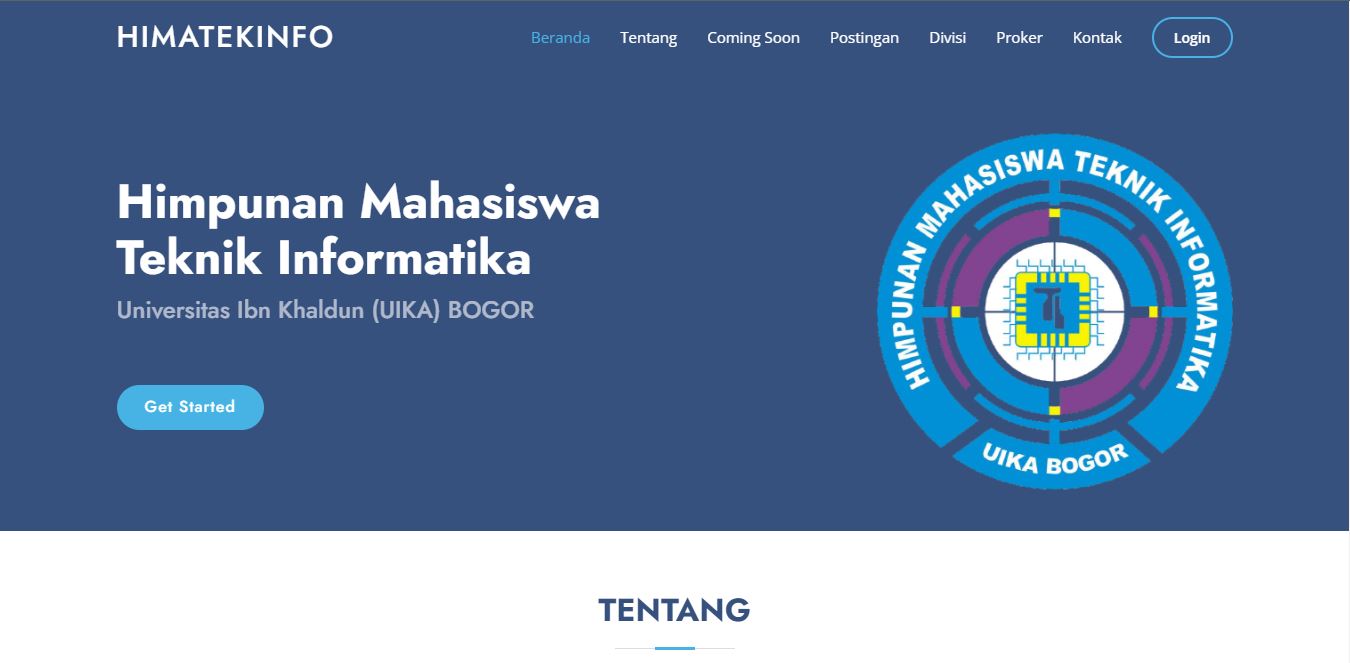 HIMATEKINFO
Beranda Tentang Coming Soon Postingan Divisi Proker Kontak Login
Himpunan Mahasiswa
Teknik Informatika
Universitas Ibn Khaldun (UIKA) BOGOR
Get Started
HIMPUNAN MAHASISWA TEKNIK INFORMATIKA
UIKA BOGOR
TENTANG